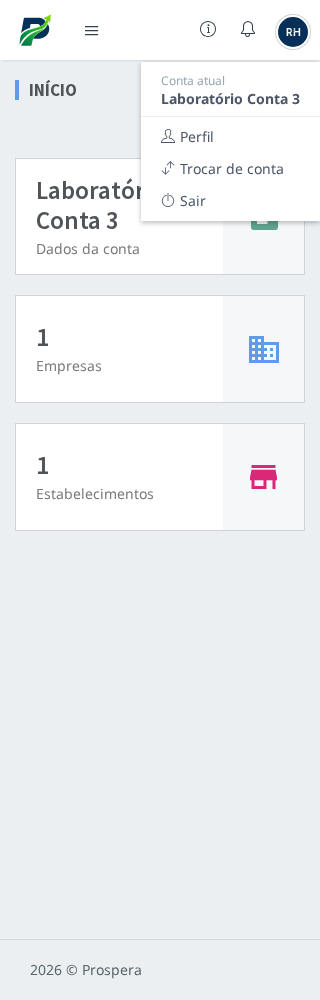 RH
Conta atual
Laboratório Conta 3
Perfil
Trocar de conta
Sair
INÍCIO
Laboratór
Conta 3
Dados da conta
1
Empresas
1
Estabelecimentos
2026 © Prospera